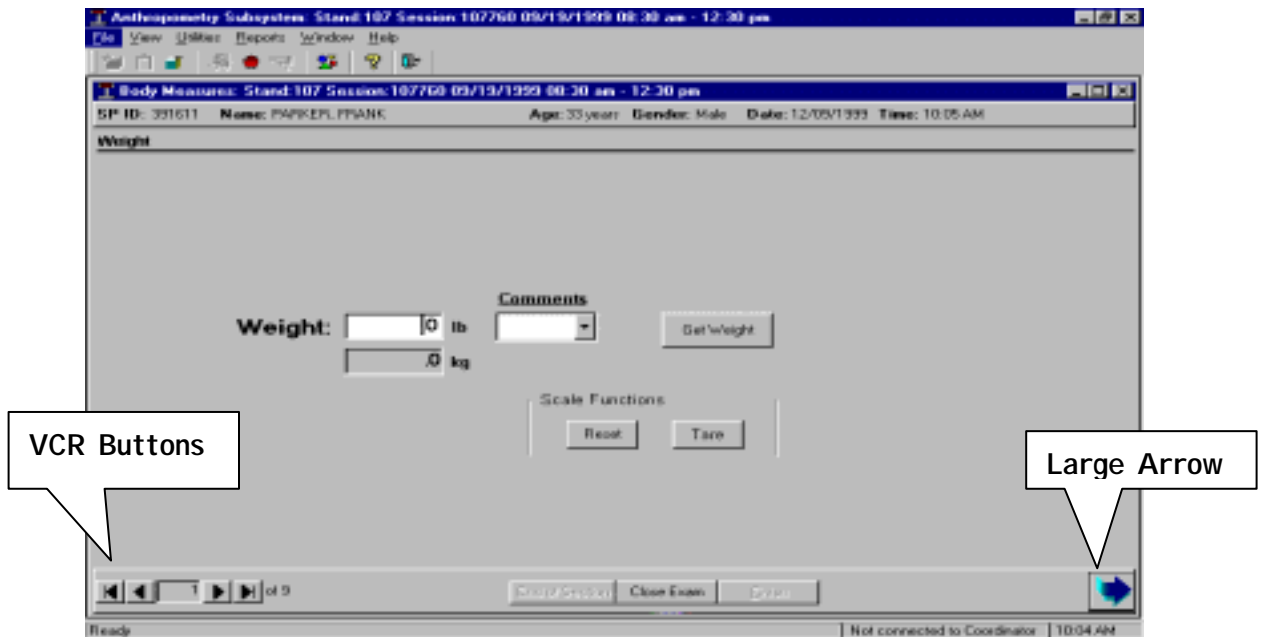 Anthropometry Subsystem: Stand 107 Session 107760 09/19/1999 08:30 am - 12:30 pm
File View Utilities Reports Window Help
Body Measures: Stand:107 Session:107760 09/19/1999 08:30 am - 12:30 pm
SP ID: 391611 Name: PARKER, FRANK Age: 33 years Gender: Male Date: 12/09/1999 Time: 10:05 AM
Weight
Comments
Weight: .0 lb
Get Weight
.0 kg
Scale Functions
Reset Tare
VCR Buttons
Large Arrow
1 of 9
Close Exam
Ready
Not connected to Coordinator 10:04 AM